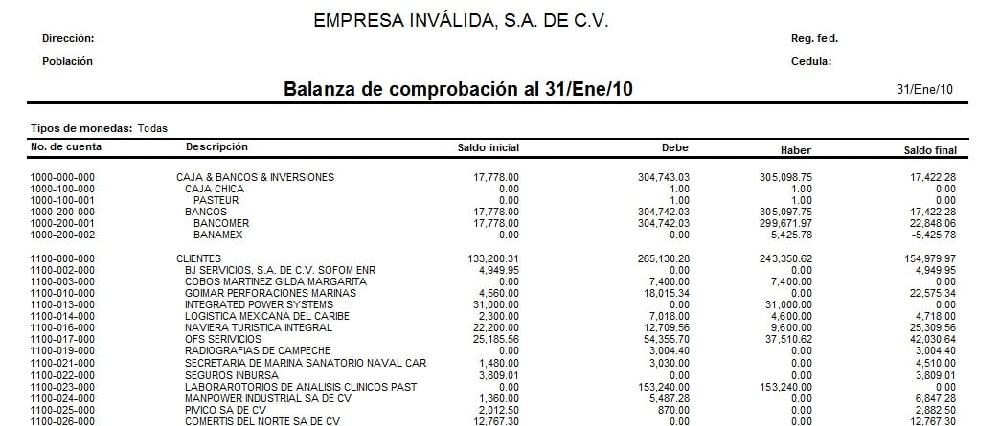 EMPRESA INVÁLIDA, S.A. DE C.V.
Dirección: Reg. fed.
Población Cedula:
Balanza de comprobación al 31/Ene/10 31/Ene/10
Tipos de monedas: Todas
No. de cuenta Descripción Saldo inicial Debe Haber Saldo final
1000-000-000 CAJA & BANCOS & INVERSIONES 17,778.00 304,743.03 305,098.75 17,422.28
1000-100-000 CAJA CHICA 0.00 1.00 1.00 0.00
1000-100-001 PASTEUR 0.00 1.00 1.00 0.00
1000-200-000 BANCOS 17,778.00 304,742.03 305,097.75 17,422.28
1000-200-001 BANCOMER 17,778.00 304,742.03 299,671.97 22,848.06
1000-200-002 BANAMEX 0.00 0.00 5,425.78 -5,425.78
1100-000-000 CLIENTES 133,200.31 265,130.28 243,350.62 154,979.97
1100-002-000 BJ SERVICIOS, S.A. DE C.V. SOFOM ENR 4,949.95 0.00 0.00 4,949.95
1100-003-000 COBOS MARTINEZ GILDA MARGARITA 0.00 7,400.00 7,400.00 0.00
1100-010-000 GOIMAR PERFORACIONES MARINAS 4,560.00 18,015.34 0.00 22,575.34
1100-013-000 INTEGRATED POWER SYSTEMS 31,000.00 0.00 31,000.00 0.00
1100-014-000 LOGISTICA MEXICANA DEL CARIBE 2,300.00 7,018.00 4,600.00 4,718.00
1100-016-000 NAVIERA TURISTICA INTEGRAL 22,200.00 12,709.56 9,600.00 25,309.56
1100-017-000 OFS SERIVICIOS 25,185.56 54,355.70 37,510.62 42,030.64
1100-019-000 RADIOGRAFIAS DE CAMPECHE 0.00 3,004.40 0.00 3,004.40
1100-021-000 SECRETARIA DE MARINA SANATORIO NAVAL CAR 1,480.00 3,030.00 0.00 4,510.00
1100-022-000 SEGUROS INBURSA 3,809.01 0.00 0.00 3,809.01
1100-023-000 LABORAROTORIOS DE ANALISIS CLINICOS PAST 0.00 153,240.00 153,240.00 0.00
1100-024-000 MANPOWER INDUSTRIAL SA DE CV 1,360.00 5,487.28 0.00 6,847.28
1100-025-000 PIVICO SA DE CV 2,012.50 870.00 0.00 2,882.50
1100-026-000 COMERTIS DEL NORTE SA DE CV 12,767.30 0.00 0.00 12,767.30